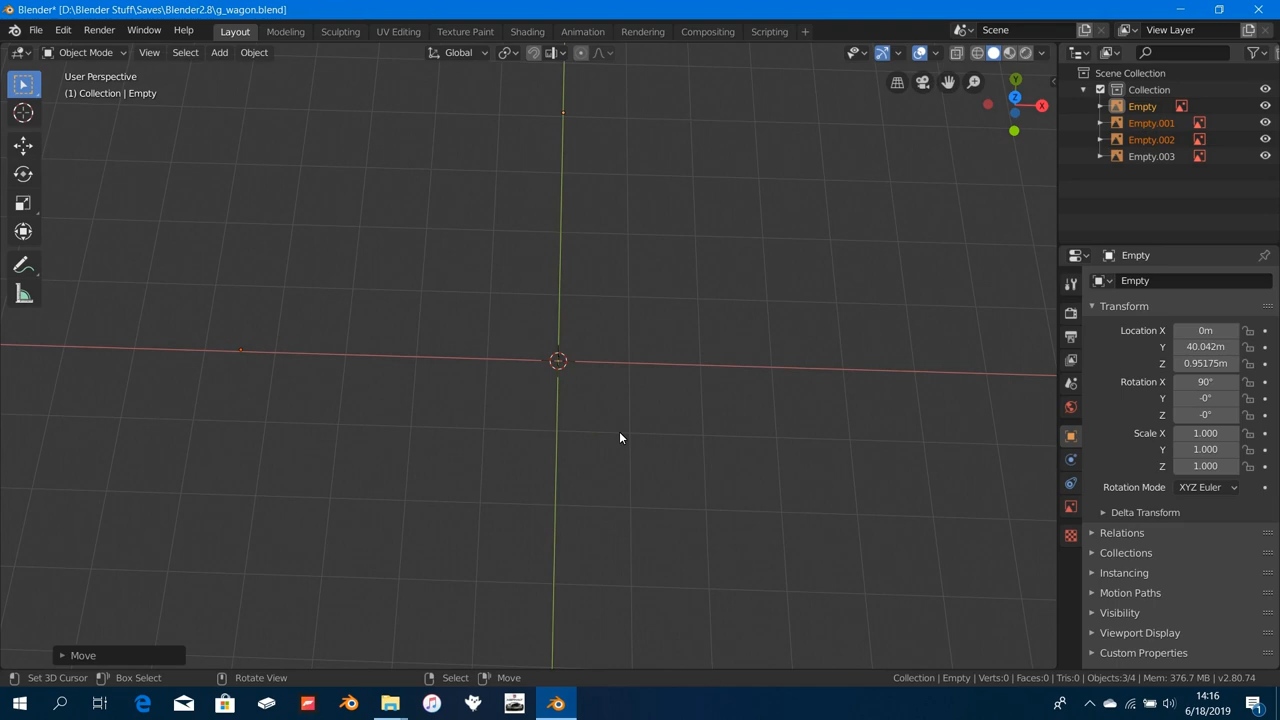 Blender* [D:\Blender Stuff\Saves\Blender2.8\g_wagon.blend]
File Edit Render Window Help Layout Modeling Sculpting UV Editing Texture Paint Shading Animation Rendering Compositing Scripting + Scene View Layer
Object Mode View Select Add Object Global
User Perspective
(1) Collection | Empty
Y
Z
X
Scene Collection
Collection
Empty
Empty.001
Empty.002
Empty.003
Empty
Empty
Transform
Location X 0m
Y 40.042m
Z 0.95175m
Rotation X 90°
Y -0°
Z -0°
Scale X 1.000
Y 1.000
Z 1.000
Rotation Mode XYZ Euler
Delta Transform
Relations
Collections
Instancing
Motion Paths
Visibility
Viewport Display
Custom Properties
Move
Set 3D Cursor Box Select Rotate View Select Move Collection | Empty | Verts:0 | Faces:0 | Tris:0 | Objects:3/4 | Mem: 376.7 MB | v2.80.74
14:16
6/18/2019
1